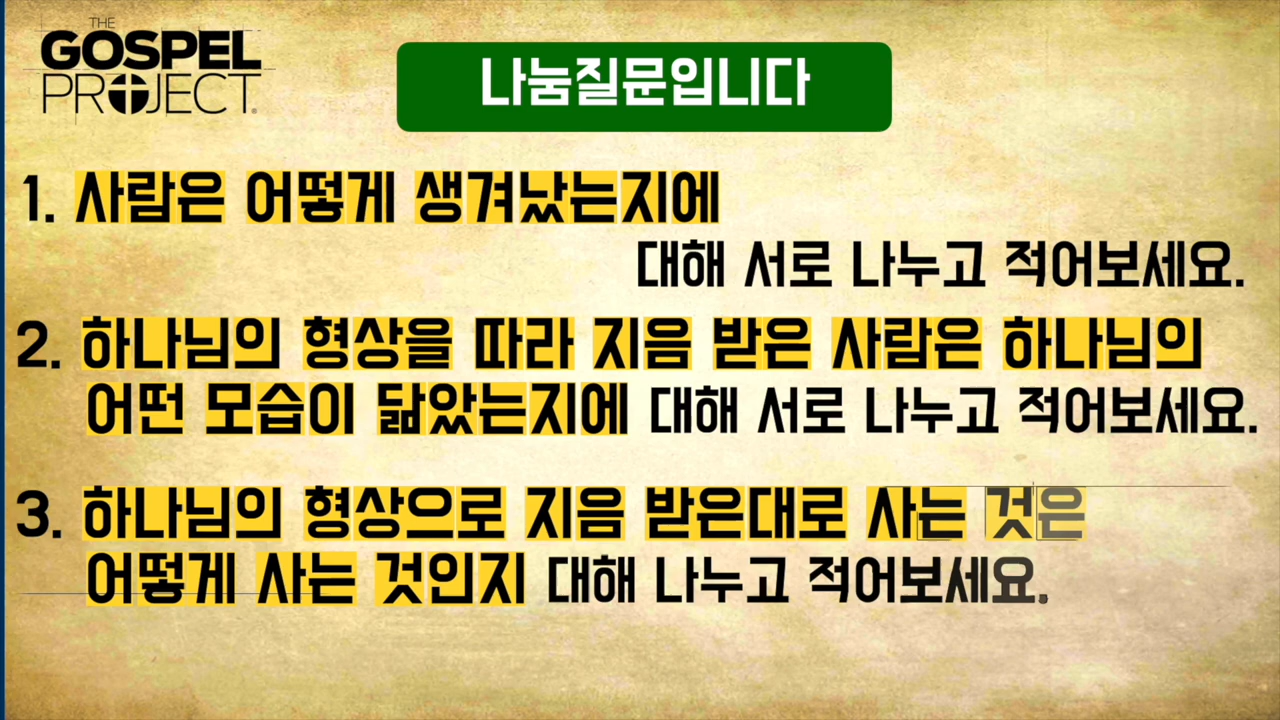 THE
GOSPEL
PROJECT®
나눔질문입니다
1. 사람은 어떻게 생겨났는지에
대해 서로 나누고 적어보세요.
2. 하나님의 형상을 따라 지음 받은 사람은 하나님의
어떤 모습이 닮았는지에 대해 서로 나누고 적어보세요.
3. 하나님의 형상으로 지음 받은대로 사는 것은
어떻게 사는 것인지 대해 나누고 적어보세요.